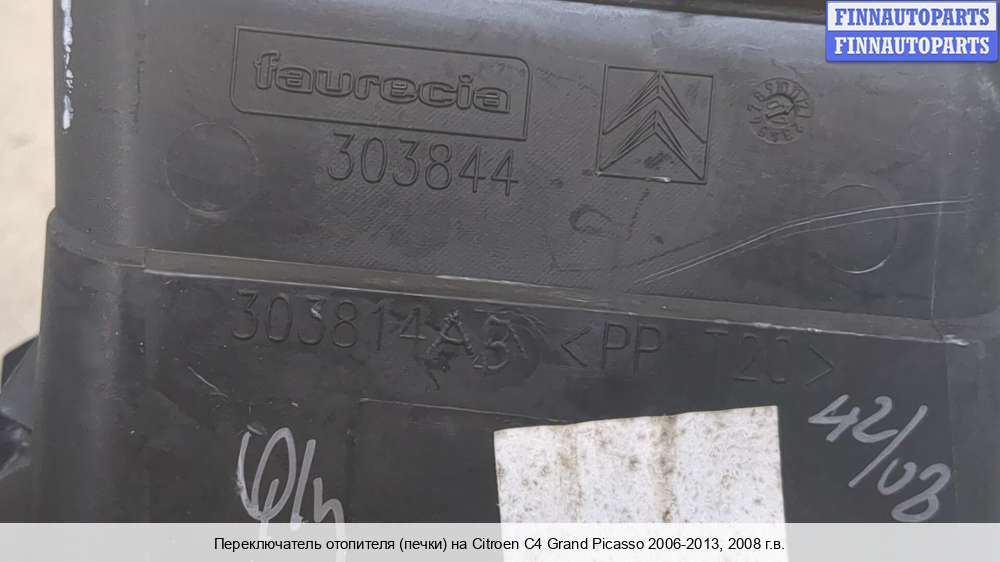 FINNAUTOPARTS
FINNAUTOPARTS
faurecia
303844
303814A3 <PP T20>
42/08
Переключатель отопителя (печки) на Citroen C4 Grand Picasso 2006-2013, 2008 г.в.